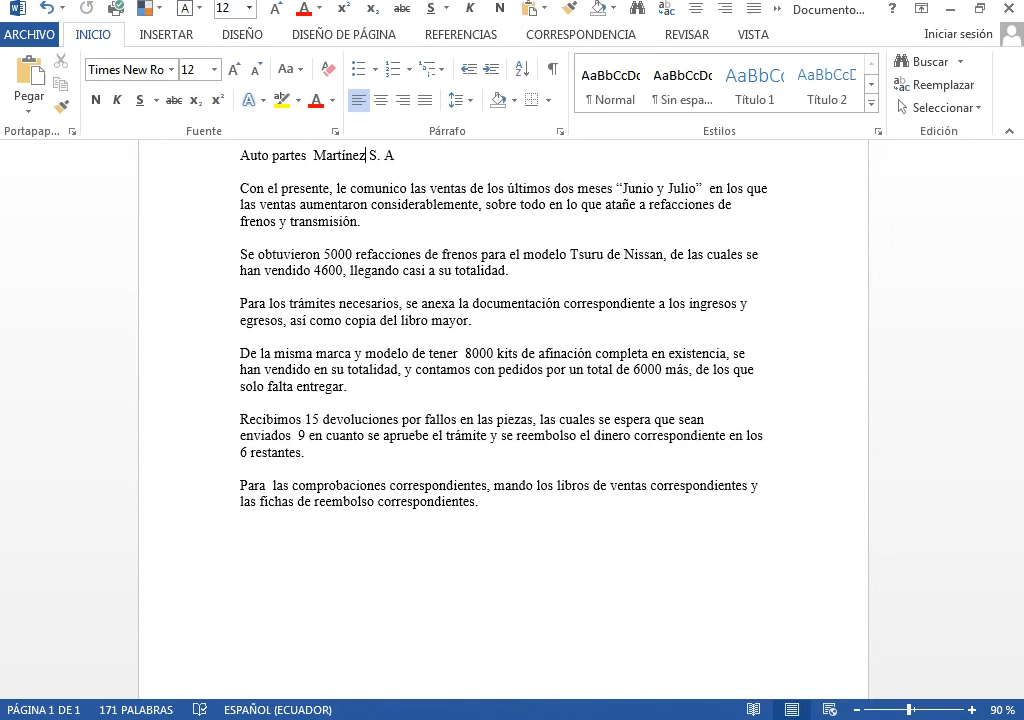 12 A Documento... ?
ARCHIVO INICIO INSERTAR DISEÑO DISEÑO DE PÁGINA REFERENCIAS CORRESPONDENCIA REVISAR VISTA Iniciar sesión
Times New Ro 12 Aa
Pegar
N K S abc x₂ x² A ab A
AaBbCcDc AaBbCcDc AaBbCc AaBbCcD
¶ Normal ¶ Sin espa... Título 1 Título 2
Buscar
Reemplazar
Seleccionar
Portapap... Fuente Párrafo Estilos Edición
Auto partes  Martínez S. A
Con el presente, le comunico las ventas de los últimos dos meses “Junio y Julio”  en los que
las ventas aumentaron considerablemente, sobre todo en lo que atañe a refacciones de
frenos y transmisión.
Se obtuvieron 5000 refacciones de frenos para el modelo Tsuru de Nissan, de las cuales se
han vendido 4600, llegando casi a su totalidad.
Para los trámites necesarios, se anexa la documentación correspondiente a los ingresos y
egresos, así como copia del libro mayor.
De la misma marca y modelo de tener  8000 kits de afinación completa en existencia, se
han vendido en su totalidad, y contamos con pedidos por un total de 6000 más, de los que
solo falta entregar.
Recibimos 15 devoluciones por fallos en las piezas, las cuales se espera que sean
enviados  9 en cuanto se apruebe el trámite y se reembolso el dinero correspondiente en los
6 restantes.
Para  las comprobaciones correspondientes, mando los libros de ventas correspondientes y
las fichas de reembolso correspondientes.
PÁGINA 1 DE 1 171 PALABRAS ESPAÑOL (ECUADOR) 90 %